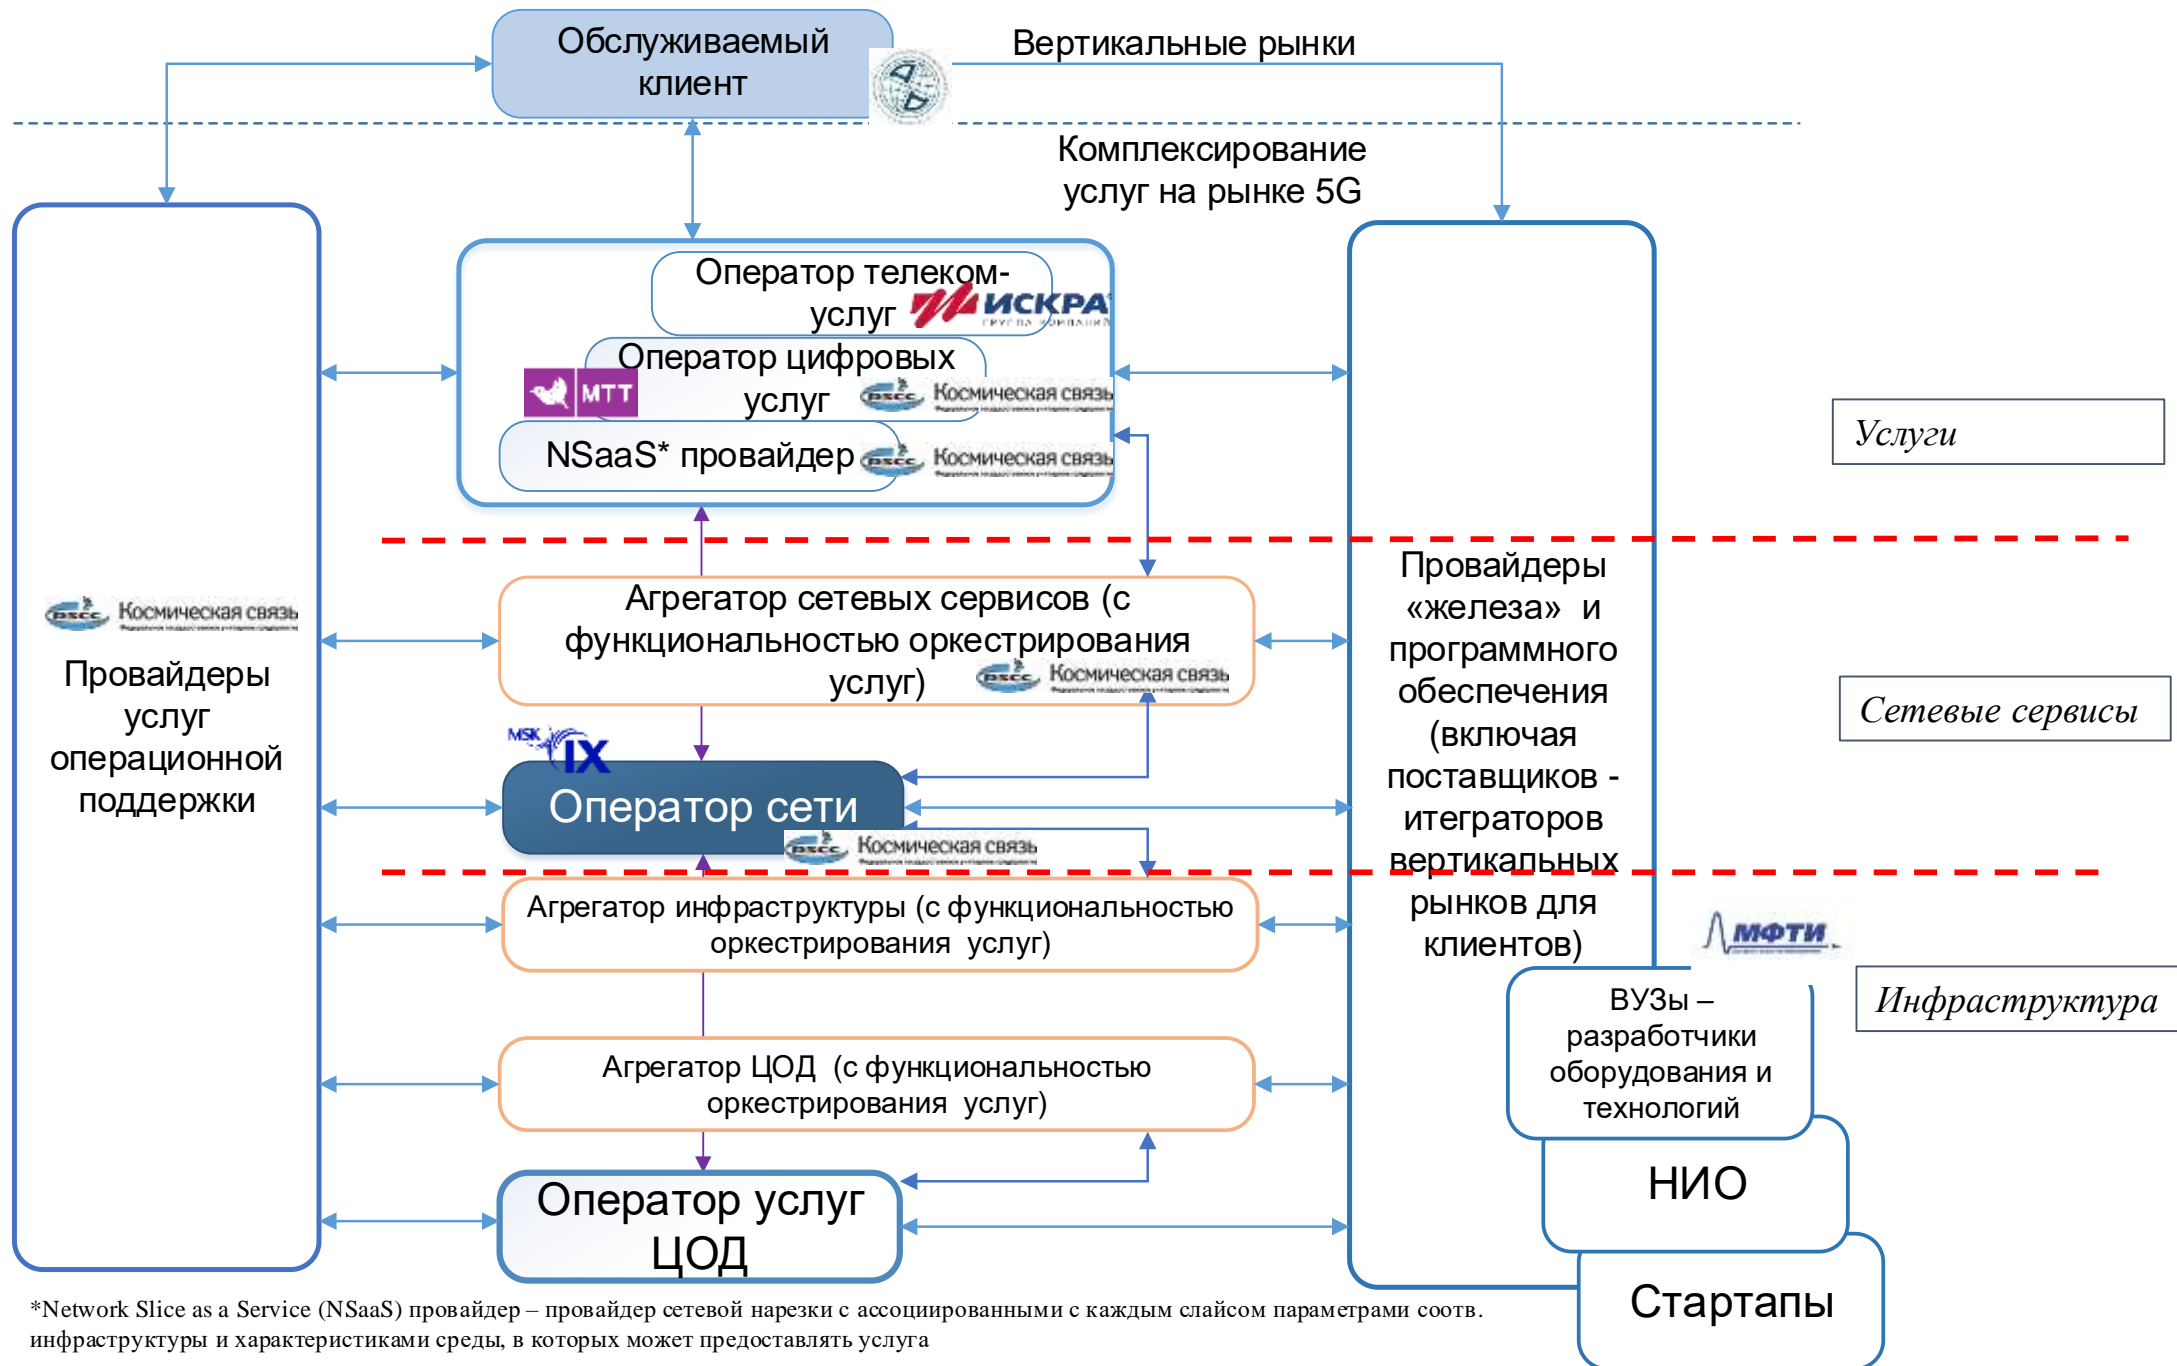 Обслуживаемый
клиент
Вертикальные рынки
Комплексирование
услуг на рынке 5G
Оператор телеком-
услуг
ИСКРА
ГРУППА КОМПАНИЙ
Оператор цифровых
услуг
МТТ
Космическая связь
NSaaS* провайдер
Космическая связь
Услуги
Космическая связь
Провайдеры
услуг
операционной
поддержки
Агрегатор сетевых сервисов (с
функциональностью оркестрирования
услуг)
Космическая связь
MSK
IX
Оператор сети
Космическая связь
Провайдеры
«железа» и
программного
обеспечения
(включая
поставщиков -
итеграторов
вертикальных
рынков для
клиентов)
Сетевые сервисы
Агрегатор инфраструктуры (с функциональностью
оркестрирования услуг)
МФТИ
Инфраструктура
ВУЗы –
разработчики
оборудования и
технологий
Агрегатор ЦОД (с функциональностью
оркестрирования услуг)
НИО
Оператор услуг
ЦОД
Стартапы
*Network Slice as a Service (NSaaS) провайдер – провайдер сетевой нарезки с ассоциированными с каждым слайсом параметрами соотв.
инфраструктуры и характеристиками среды, в которых может предоставлять услуга